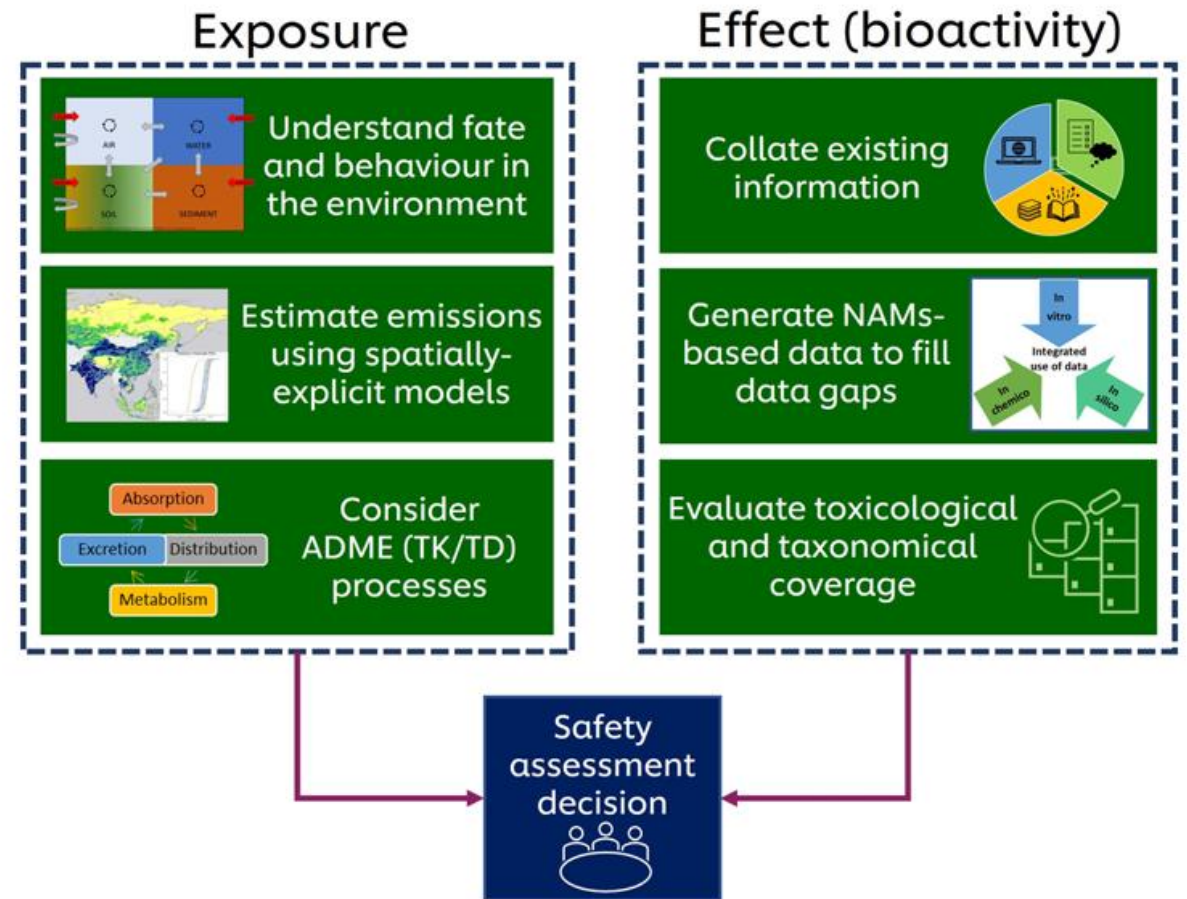 Exposure
AIR
WATER
SOIL
SEDIMENT
Understand fate
and behaviour in
the environment
Estimate emissions
using spatially-
explicit models
Absorption
Excretion
Distribution
Metabolism
Consider
ADME (TK/TD)
processes
Effect (bioactivity)
Collate existing
information
Generate NAMs-
based data to fill
data gaps
In
vitro
Integrated
use of data
In
chemico
In
silico
Evaluate toxicological
and taxonomical
coverage
Safety
assessment
decision